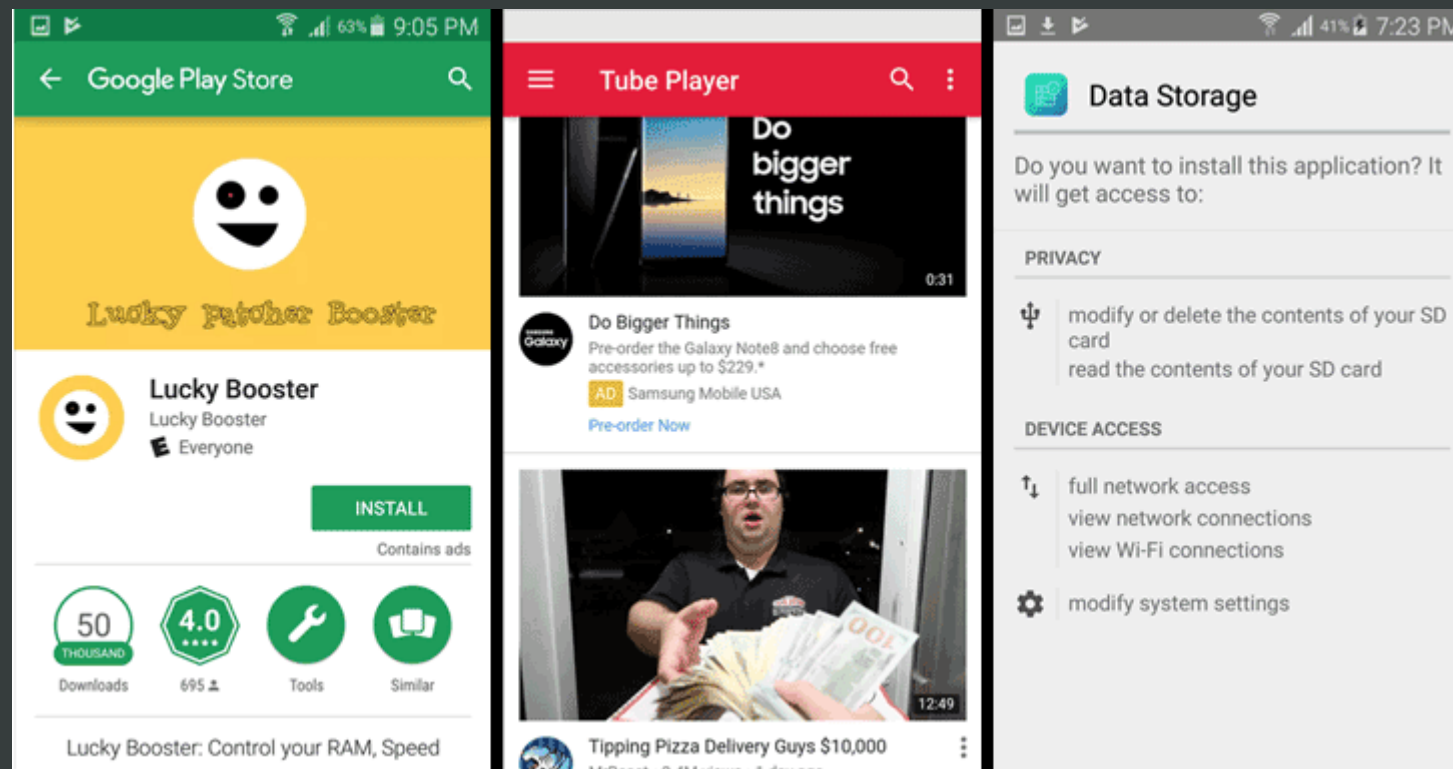 63% 9:05 PM
Google Play Store
Lucky patcher Booster
Lucky Booster
Lucky Booster
E Everyone
INSTALL
Contains ads
50
THOUSAND
4.0
Downloads
695
Tools
Similar
Lucky Booster: Control your RAM, Speed
Tube Player
Do
bigger
things
0:31
SAMSUNG
Galaxy
Do Bigger Things
Pre-order the Galaxy Note8 and choose free
accessories up to $229.*
AD Samsung Mobile USA
Pre-order Now
100
12:49
Tipping Pizza Delivery Guys $10,000
41% 7:23 PM
Data Storage
Do you want to install this application? It
will get access to:
PRIVACY
modify or delete the contents of your SD
card
read the contents of your SD card
DEVICE ACCESS
full network access
view network connections
view Wi-Fi connections
modify system settings